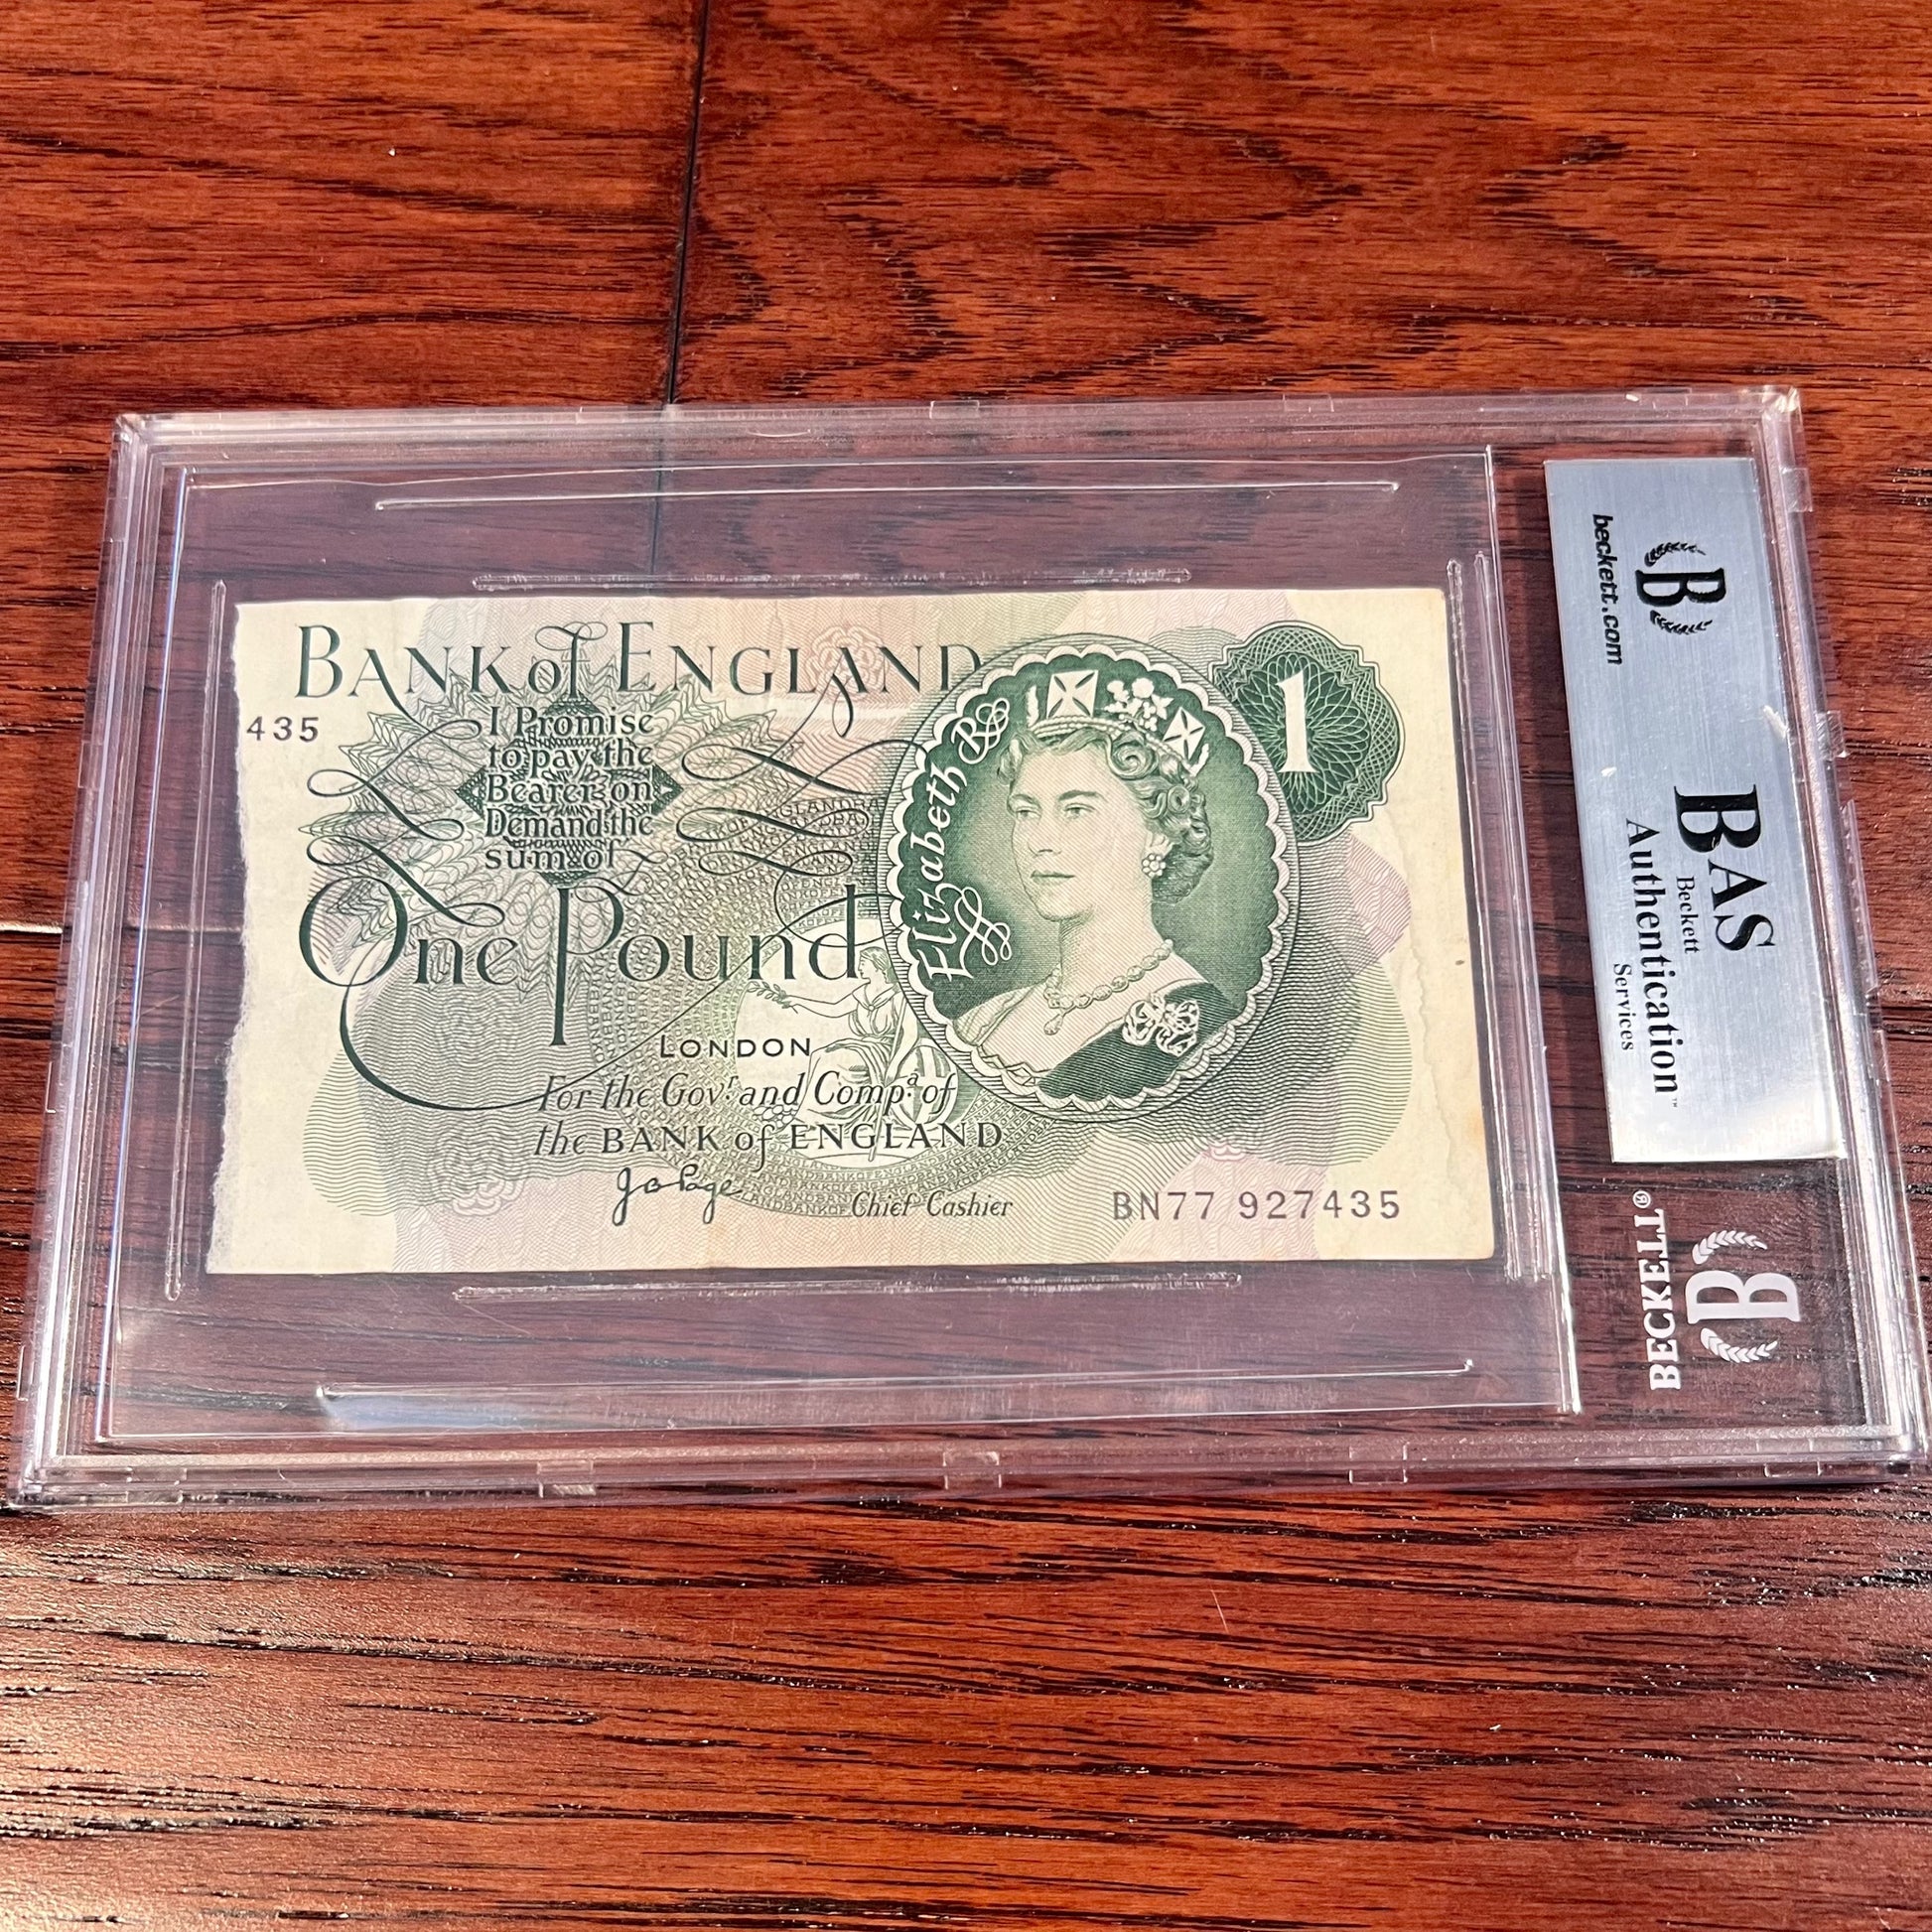 BANK of ENGLAND
435
I Promise
to pay the
Bearer on
Demand the
sum of
One Pound
LONDON
For the Govr. and Compa. of
the BANK of ENGLAND
Chief Cashier
BN77 927435
Elizabeth R
1
beckett.com
B
BAS
Beckett
Authentication™
Services
BECKETT®
B